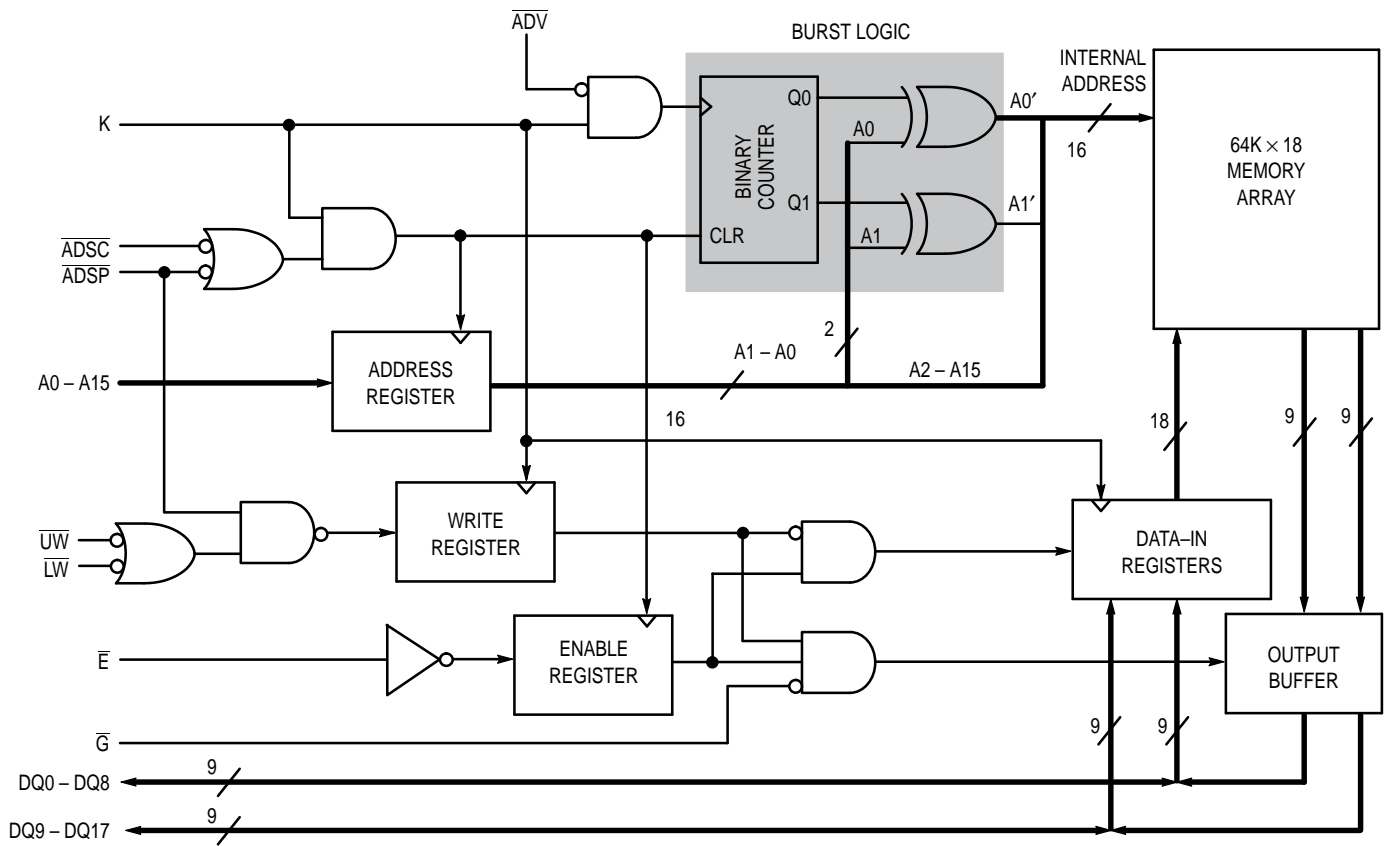 ADV
BURST LOGIC
INTERNAL
ADDRESS
K
Q0
A0
A0′
16
BINARY
COUNTER
64K × 18
MEMORY
ARRAY
Q1
A1
A1′
CLR
ADSC
ADSP
2
A1 – A0
A2 – A15
A0 – A15
ADDRESS
REGISTER
16
18
9
9
UW
LW
WRITE
REGISTER
DATA–IN
REGISTERS
E
ENABLE
REGISTER
OUTPUT
BUFFER
G
9
9
DQ0 – DQ8
9
DQ9 – DQ17
9